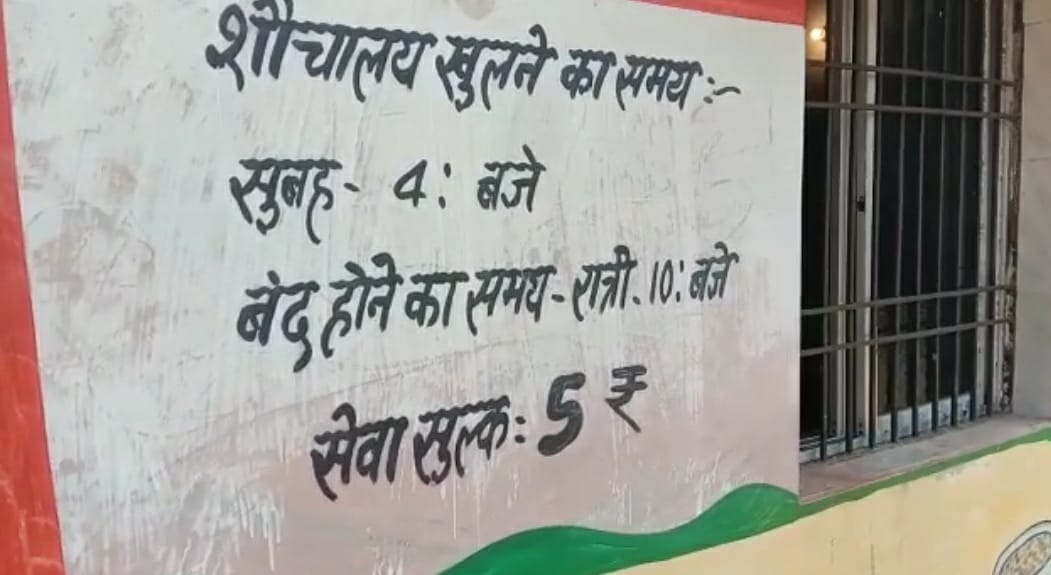 शौचालय खुलने का समय :-
सुबह - 4 : बजे
बंद होने का समय - रात्री. 10 : बजे
सेवा सुल्क : 5 ₹